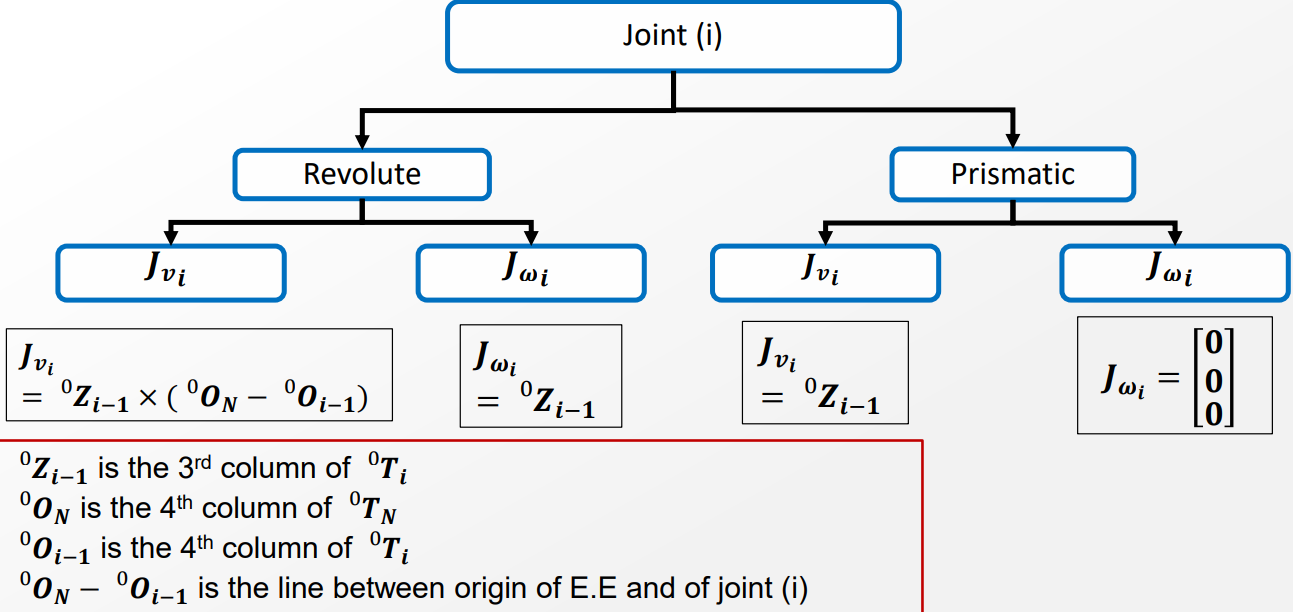 Joint (i)
Revolute
Prismatic
J_{v_i}
J_{ω_i}
J_{v_i}
J_{ω_i}
J_{v_i}
= ^0Z_{i−1} × ( ^0O_N − ^0O_{i−1})
J_{ω_i}
= ^0Z_{i−1}
J_{v_i}
= ^0Z_{i−1}
J_{ω_i} = [0
0
0]
^0Z_{i−1} is the 3rd column of ^0T_i
^0O_N is the 4th column of ^0T_N
^0O_{i−1} is the 4th column of ^0T_i
^0O_N − ^0O_{i−1} is the line between origin of E.E and of joint (i)